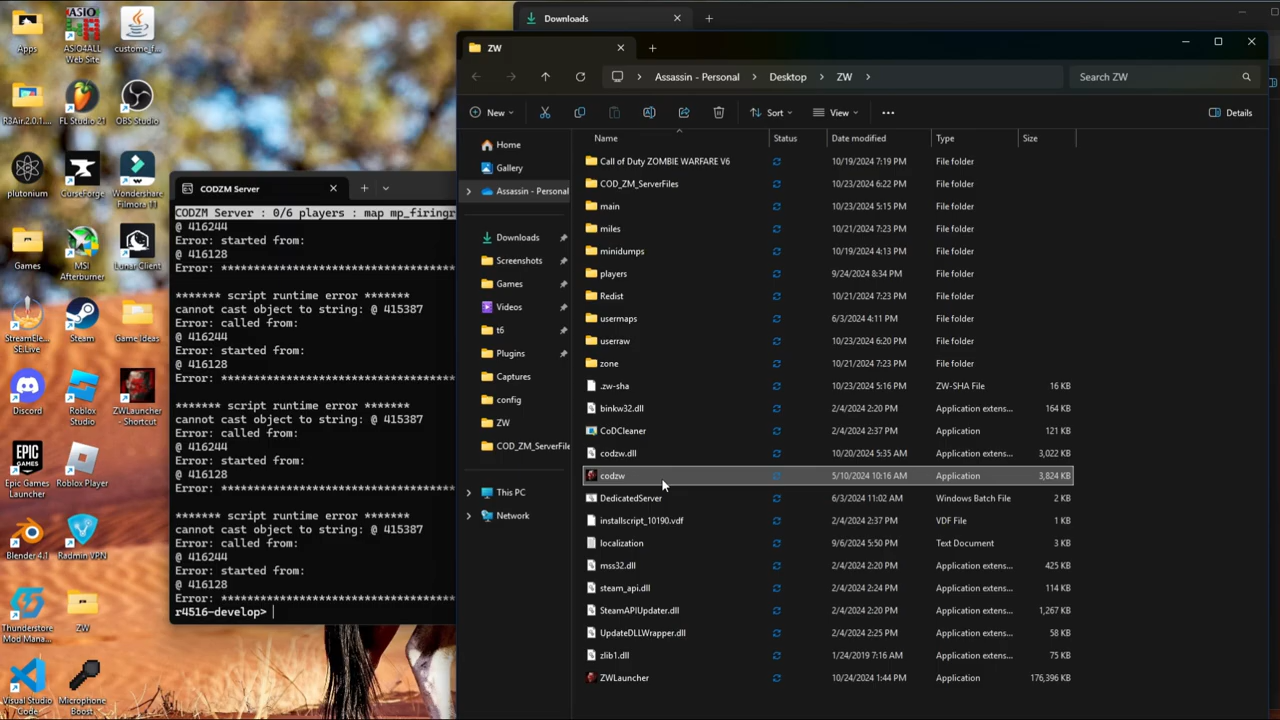 Apps
ASIO4ALL Web Site
custome_f...
R3Air.2.0.1....
FL Studio 21
OBS Studio
plutonium
CurseForge
Wondershare Filmora 11
Games
MSI Afterburner
Lunar Client
StreamEle... SE.Live
Steam
Game ideas
Discord
Roblox Studio
ZWLauncher - Shortcut
Epic Games Launcher
Roblox Player
Blender 4.1
Radmin VPN
Thunderstore Mod Mana...
ZW
Visual Studio Code
Microphone Boost
CODZM Server
CODZM Server : 0/6 players : map mp_firingr
@ 416244
Error: started from:
@ 416128
Error: ************************************
******* script runtime error *******
cannot cast object to string: @ 415387
Error: called from:
@ 416244
Error: started from:
@ 416128
Error: ************************************
******* script runtime error *******
cannot cast object to string: @ 415387
Error: called from:
@ 416244
Error: started from:
@ 416128
Error: ************************************
******* script runtime error *******
cannot cast object to string: @ 415387
Error: called from:
@ 416244
Error: started from:
@ 416128
Error: ************************************
r4516-develop>
Downloads
ZW
Assassin - Personal > Desktop > ZW >
Search ZW
New
Sort
View
Details
Home
Gallery
Assassin - Personal
Downloads
Screenshots
Games
Videos
t6
Plugins
Captures
config
ZW
COD_ZM_ServerFile
This PC
Network
Name Status Date modified Type Size
Call of Duty ZOMBIE WARFARE V6 10/19/2024 7:19 PM File folder
COD_ZM_ServerFiles 10/23/2024 6:22 PM File folder
main 10/23/2024 6:20 PM File folder
miles 10/21/2024 7:23 PM File folder
minidumps 10/19/2024 4:13 PM File folder
players 9/24/2024 8:34 PM File folder
Redist 10/21/2024 7:23 PM File folder
usermaps 6/3/2024 4:11 PM File folder
userraw 10/23/2024 6:20 PM File folder
zone 10/21/2024 7:23 PM File folder
.zw-sha 10/23/2024 5:16 PM ZW-SHA File 16 KB
binkw32.dll 2/4/2024 2:20 PM Application extens... 164 KB
CoDCleaner 2/4/2024 2:37 PM Application 121 KB
codzw.dll 10/20/2024 5:35 AM Application extens... 3,022 KB
codzw 5/10/2024 10:16 AM Application 3,824 KB
DedicatedServer 6/3/2024 11:02 AM Windows Batch File 2 KB
installscript_10190.vdf 2/4/2024 2:37 PM VDF File 1 KB
localization 9/6/2024 5:50 PM Text Document 3 KB
mss32.dll 2/4/2024 2:20 PM Application extens... 425 KB
steam_api.dll 2/4/2024 2:24 PM Application extens... 114 KB
SteamAPIUpdater.dll 2/4/2024 2:20 PM Application extens... 1,267 KB
UpdateDLLWrapper.dll 2/4/2024 2:25 PM Application extens... 58 KB
zlib1.dll 1/24/2019 7:16 AM Application extens... 75 KB
ZWLauncher 10/24/2024 1:44 PM Application 176,396 KB